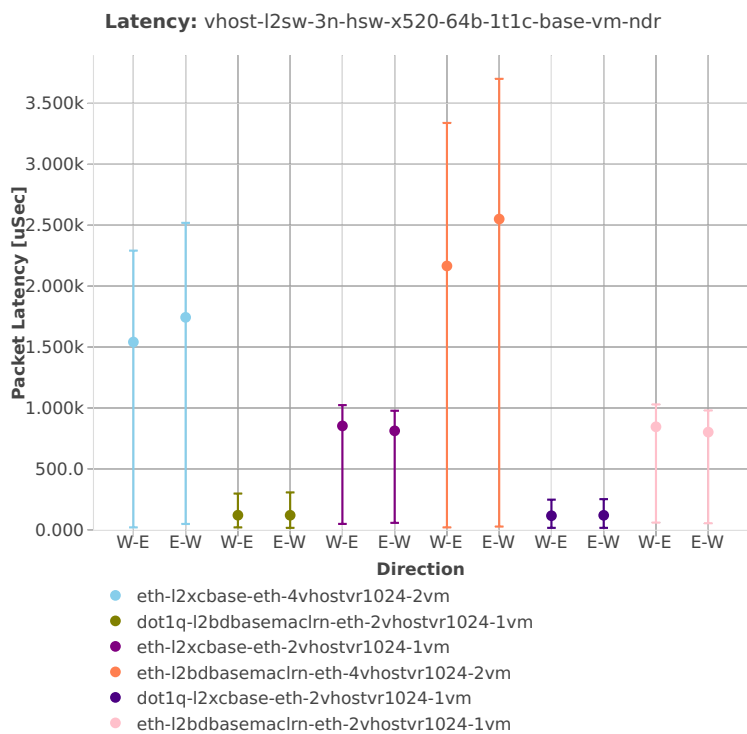 Latency: vhost-l2sw-3n-hsw-x520-64b-1t1c-base-vm-ndr
Packet Latency [uSec]
3.500k
3.000k
2.500k
2.000k
1.500k
1.000k
500.0
0.000
W-E E-W W-E E-W W-E E-W W-E E-W W-E E-W W-E E-W
Direction
eth-l2xcbase-eth-4vhostvr1024-2vm
dot1q-l2bdbasemaclrn-eth-2vhostvr1024-1vm
eth-l2xcbase-eth-2vhostvr1024-1vm
eth-l2bdbasemaclrn-eth-4vhostvr1024-2vm
dot1q-l2xcbase-eth-2vhostvr1024-1vm
eth-l2bdbasemaclrn-eth-2vhostvr1024-1vm